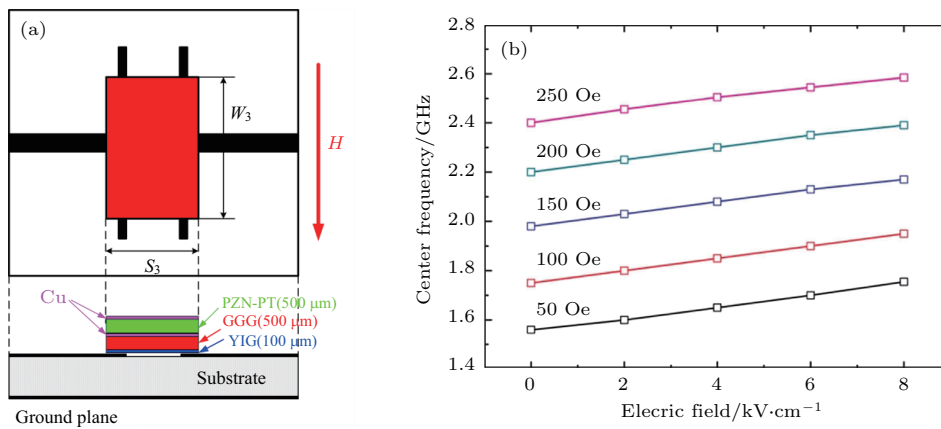 (a)
W₃
H
S₃
Cu
PZN-PT(500 μm)
GGG(500 μm)
YIG(100 μm)
Substrate
Ground plane
(b)
2.8
2.6
2.4
2.2
2.0
1.8
1.6
1.4
Center frequency/GHz
250 Oe
200 Oe
150 Oe
100 Oe
50 Oe
0 2 4 6 8
Elecric field/kV·cm⁻¹